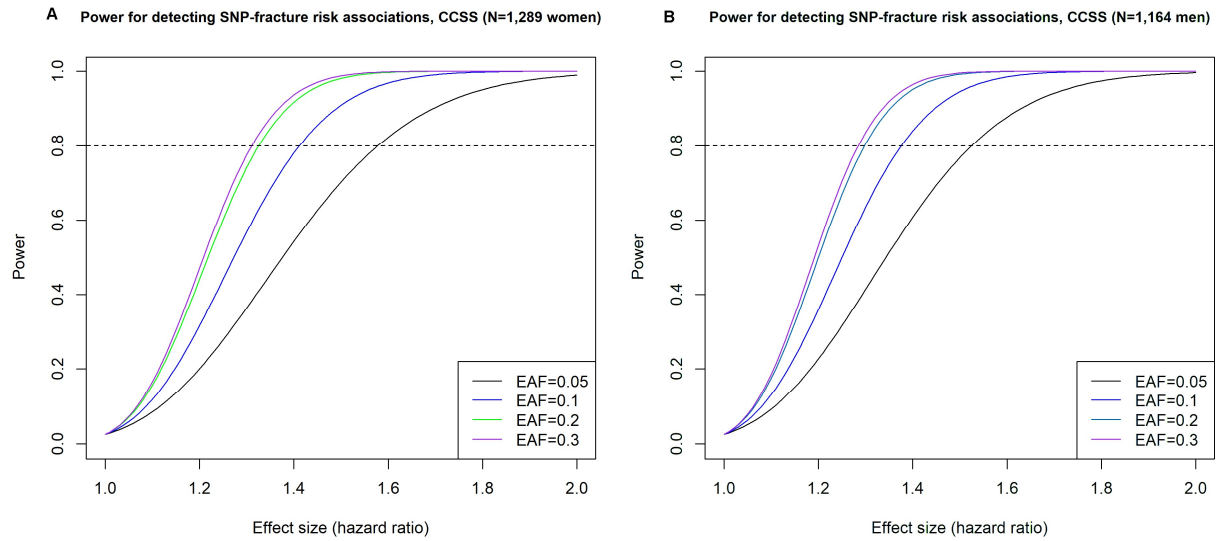 A
Power for detecting SNP-fracture risk associations, CCSS (N=1,289 women)
Power
1.0
0.8
0.6
0.4
0.2
0.0
EAF=0.05
EAF=0.1
EAF=0.2
EAF=0.3
1.0 1.2 1.4 1.6 1.8 2.0
Effect size (hazard ratio)
B
Power for detecting SNP-fracture risk associations, CCSS (N=1,164 men)
Power
1.0
0.8
0.6
0.4
0.2
0.0
EAF=0.05
EAF=0.1
EAF=0.2
EAF=0.3
1.0 1.2 1.4 1.6 1.8 2.0
Effect size (hazard ratio)